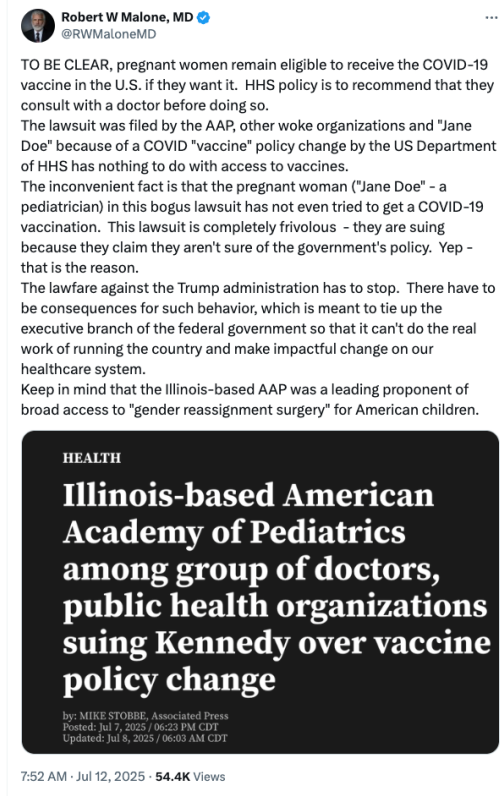 Robert W Malone, MD
@RWMaloneMD
TO BE CLEAR, pregnant women remain eligible to receive the COVID-19
vaccine in the U.S. if they want it.  HHS policy is to recommend that they
consult with a doctor before doing so.
The lawsuit was filed by the AAP, other woke organizations and "Jane
Doe" because of a COVID "vaccine" policy change by the US Department
of HHS has nothing to do with access to vaccines.
The inconvenient fact is that the pregnant woman ("Jane Doe" - a
pediatrician) in this bogus lawsuit has not even tried to get a COVID-19
vaccination.  This lawsuit is completely frivolous  - they are suing
because they claim they aren't sure of the government's policy.  Yep -
that is the reason.
The lawfare against the Trump administration has to stop.  There have to
be consequences for such behavior, which is meant to tie up the
executive branch of the federal government so that it can't do the real
work of running the country and make impactful change on our
healthcare system.
Keep in mind that the Illinois-based AAP was a leading proponent of
broad access to "gender reassignment surgery" for American children.
HEALTH
Illinois-based American
Academy of Pediatrics
among group of doctors,
public health organizations
suing Kennedy over vaccine
policy change
by: MIKE STOBBE, Associated Press
Posted: Jul 7, 2025 / 06:23 PM CDT
Updated: Jul 8, 2025 / 06:03 AM CDT
7:52 AM · Jul 12, 2025 · 54.4K Views